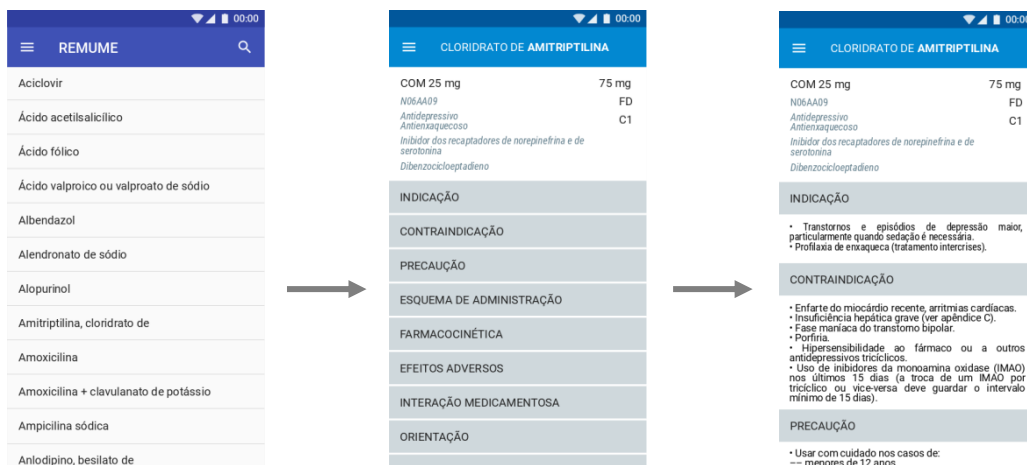 00:00
REMUME
Aciclovir
Ácido acetilsalicílico
Ácido fólico
Ácido valproico ou valproato de sódio
Albendazol
Alendronato de sódio
Alopurinol
Amitriptilina, cloridrato de
Amoxicilina
Amoxicilina + clavulanato de potássio
Ampicilina sódica
Anlodipino, besilato de
00:00
CLORIDRATO DE AMITRIPTILINA
COM 25 mg 75 mg
N06AA09 FD
Antidepressivo C1
Antienxaquecoso
Inibidor dos recaptadores de norepinefrina e de
serotonina
Dibenzocicloeptadieno
INDICAÇÃO
CONTRAINDICAÇÃO
PRECAUÇÃO
ESQUEMA DE ADMINISTRAÇÃO
FARMACOCINÉTICA
EFEITOS ADVERSOS
INTERAÇÃO MEDICAMENTOSA
ORIENTAÇÃO
00:00
CLORIDRATO DE AMITRIPTILINA
COM 25 mg 75 mg
N06AA09 FD
Antidepressivo C1
Antienxaquecoso
Inibidor dos recaptadores de norepinefrina e de
serotonina
Dibenzocicloeptadieno
INDICAÇÃO
• Transtornos e episódios de depressão maior,
particularmente quando sedação é necessária.
• Profilaxia de enxaqueca (tratamento intercrises).
CONTRAINDICAÇÃO
• Enfarte do miocárdio recente, arritmias cardíacas.
• Insuficiência hepática grave (ver apêndice C).
• Fase maníaca do transtorno bipolar.
• Porfiria.
• Hipersensibilidade ao fármaco ou a outros
antidepressivos tricíclicos.
• Uso de inibidores da monoamina oxidase (IMAO)
nos últimos 15 dias (a troca de um IMAO por
tricíclico ou vice-versa deve guardar o intervalo
mínimo de 15 dias).
PRECAUÇÃO
• Usar com cuidado nos casos de:
–– menores de 12 anos